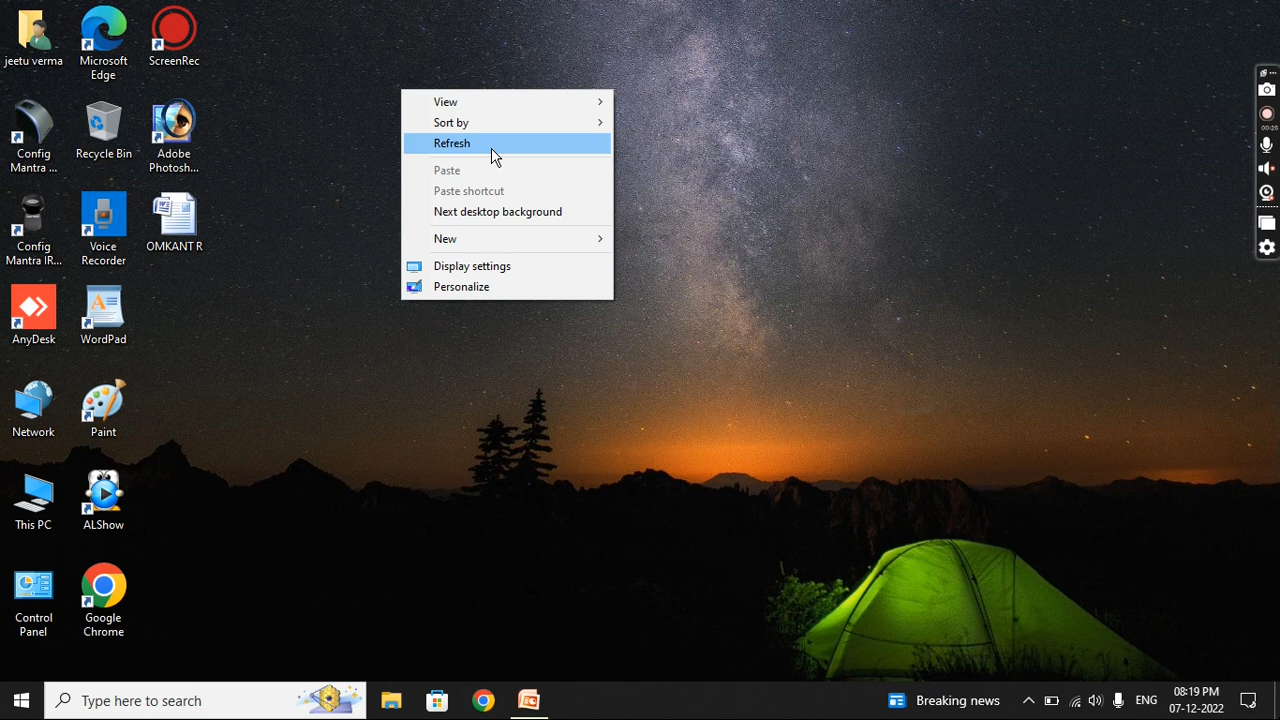 jeetu verma
Microsoft
Edge
ScreenRec
Config
Mantra ...
Recycle Bin
Adobe
Photosh...
Config
Mantra IR...
Voice
Recorder
OMKANT R
AnyDesk
WordPad
Network
Paint
This PC
ALShow
Control
Panel
Google
Chrome
View
Sort by
Refresh
Paste
Paste shortcut
Next desktop background
New
Display settings
Personalize
00:26
Type here to search
Breaking news
ENG
08:19 PM
07-12-2022